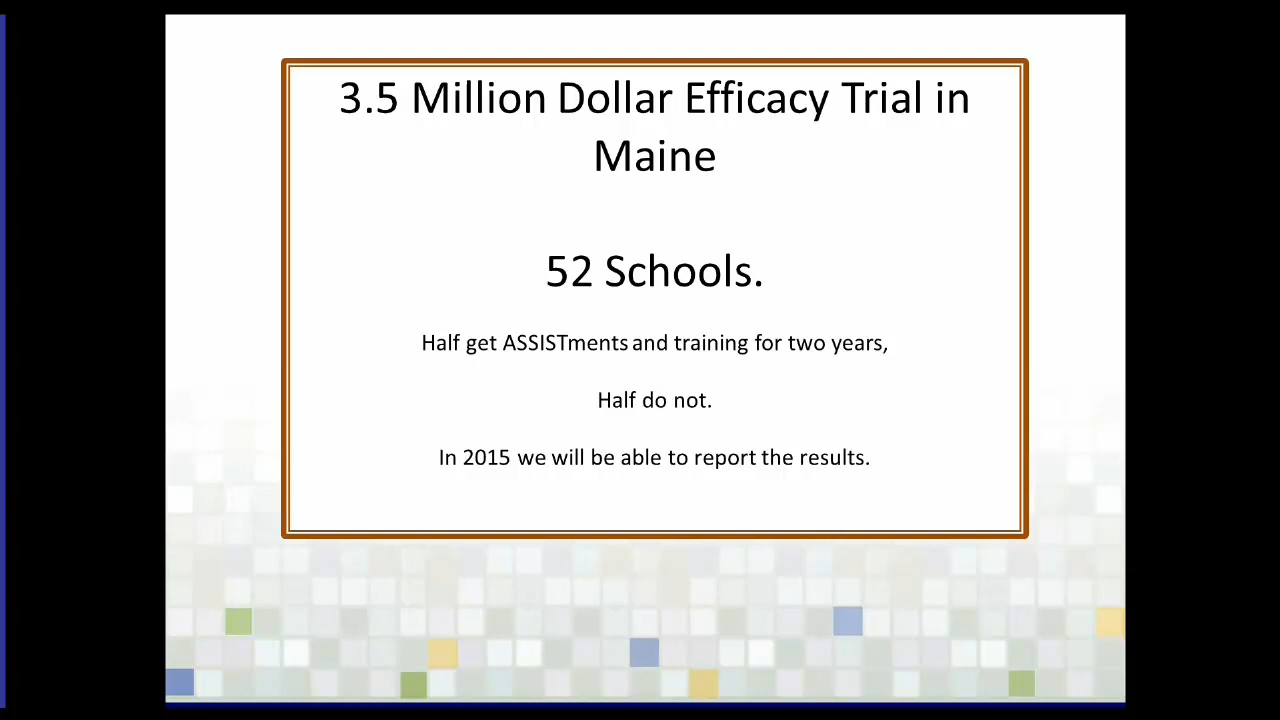 3.5 Million Dollar Efficacy Trial in
Maine
52 Schools.
Half get ASSISTments and training for two years,
Half do not.
In 2015 we will be able to report the results.